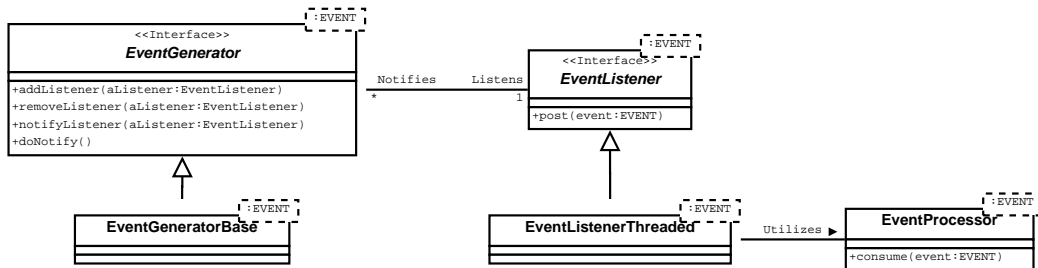 :EVENT
<<Interface>>
EventGenerator
+addListener(aListener:EventListener)
+removeListener(aListener:EventListener)
+notifyListener(aListener:EventListener)
+doNotify()
Notifies Listens
* 1
:EVENT
<<Interface>>
EventListener
+post(event:EVENT)
:EVENT
EventGeneratorBase
:EVENT
EventListenerThreaded
Utilizes ▶
:EVENT
EventProcessor
+consume(event:EVENT)